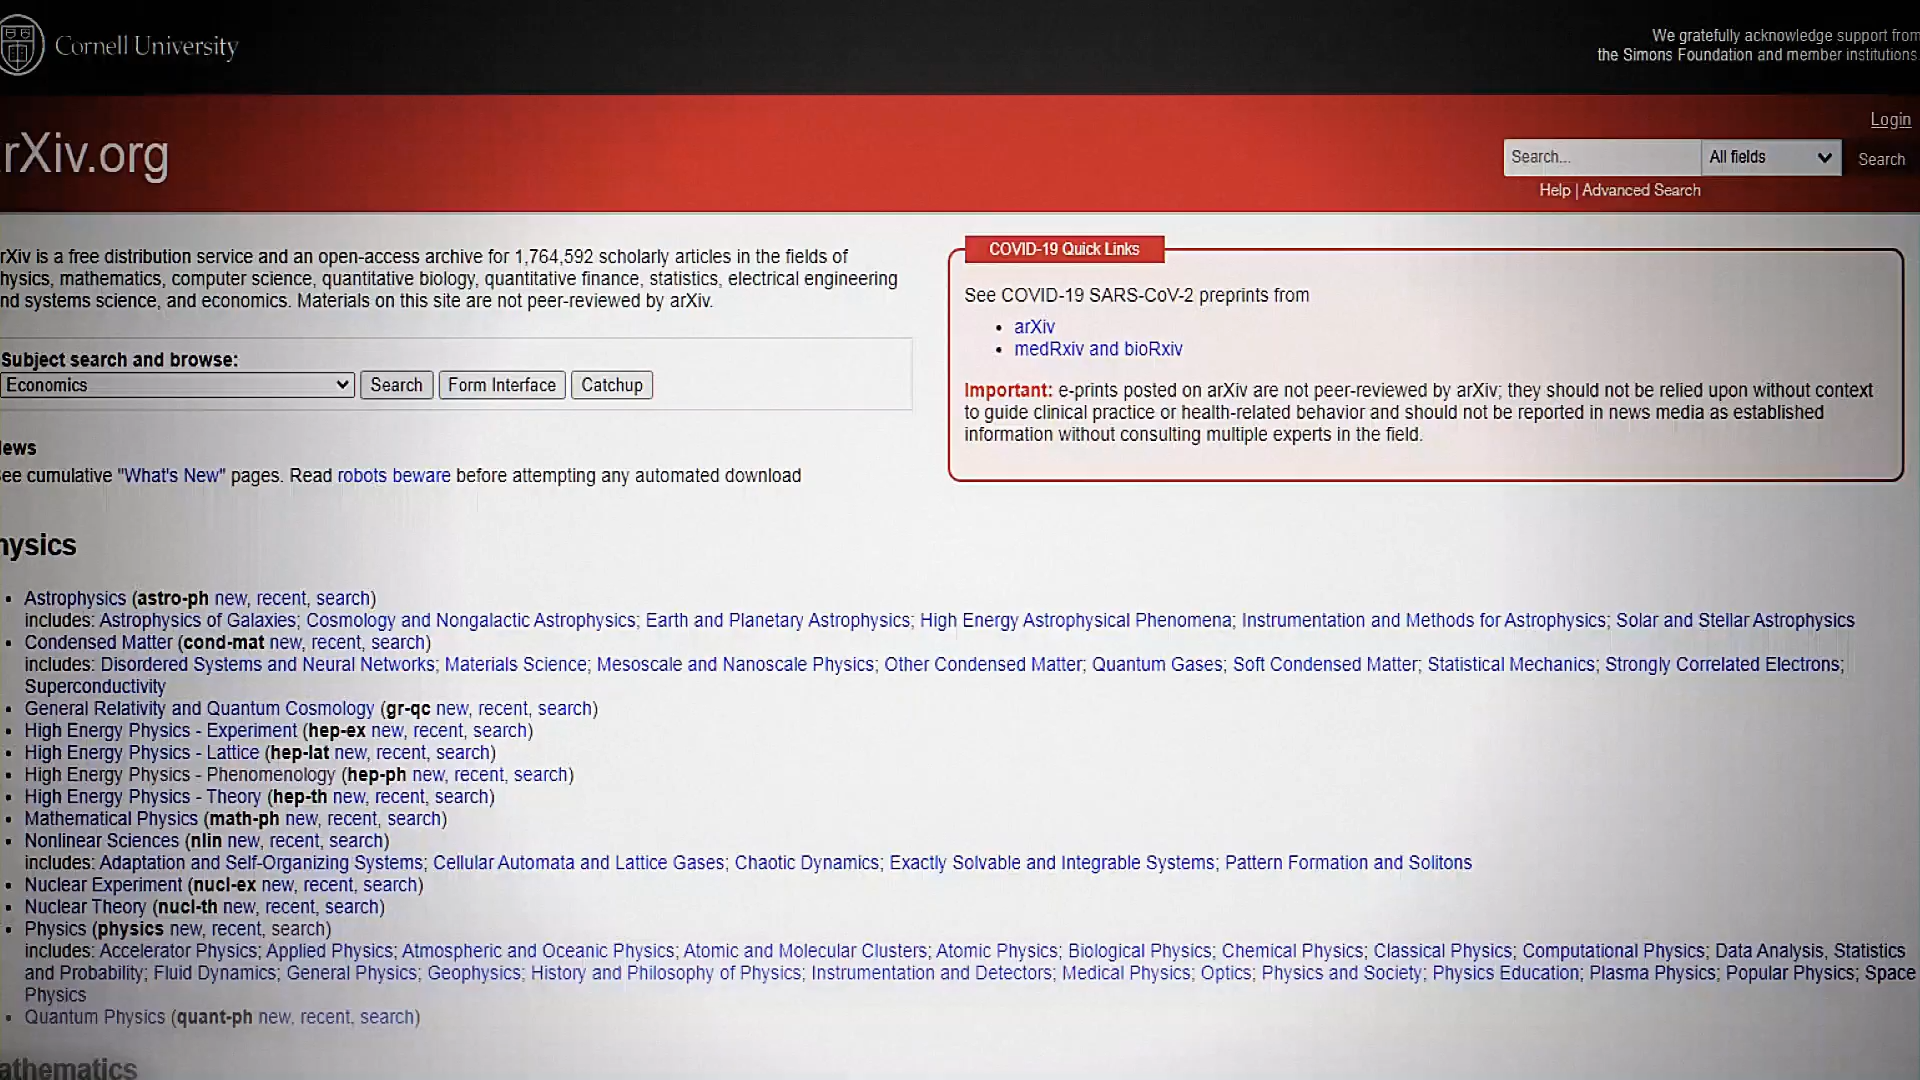 Cornell University
We gratefully acknowledge support from
the Simons Foundation and member institutions.
Login
rXiv.org
Search...
All fields
Search
Help | Advanced Search
rXiv is a free distribution service and an open-access archive for 1,764,592 scholarly articles in the fields of
hysics, mathematics, computer science, quantitative biology, quantitative finance, statistics, electrical engineering
nd systems science, and economics. Materials on this site are not peer-reviewed by arXiv.
Subject search and browse:
Economics
Search
Form Interface
Catchup
ews
ee cumulative "What's New" pages. Read robots beware before attempting any automated download
COVID-19 Quick Links
See COVID-19 SARS-CoV-2 preprints from
• arXiv
• medRxiv and bioRxiv
Important: e-prints posted on arXiv are not peer-reviewed by arXiv; they should not be relied upon without context
to guide clinical practice or health-related behavior and should not be reported in news media as established
information without consulting multiple experts in the field.
hysics
• Astrophysics (astro-ph new, recent, search)
includes: Astrophysics of Galaxies; Cosmology and Nongalactic Astrophysics; Earth and Planetary Astrophysics; High Energy Astrophysical Phenomena; Instrumentation and Methods for Astrophysics; Solar and Stellar Astrophysics
• Condensed Matter (cond-mat new, recent, search)
includes: Disordered Systems and Neural Networks; Materials Science; Mesoscale and Nanoscale Physics; Other Condensed Matter; Quantum Gases; Soft Condensed Matter; Statistical Mechanics; Strongly Correlated Electrons;
Superconductivity
• General Relativity and Quantum Cosmology (gr-qc new, recent, search)
• High Energy Physics - Experiment (hep-ex new, recent, search)
• High Energy Physics - Lattice (hep-lat new, recent, search)
• High Energy Physics - Phenomenology (hep-ph new, recent, search)
• High Energy Physics - Theory (hep-th new, recent, search)
• Mathematical Physics (math-ph new, recent, search)
• Nonlinear Sciences (nlin new, recent, search)
includes: Adaptation and Self-Organizing Systems; Cellular Automata and Lattice Gases; Chaotic Dynamics; Exactly Solvable and Integrable Systems; Pattern Formation and Solitons
• Nuclear Experiment (nucl-ex new, recent, search)
• Nuclear Theory (nucl-th new, recent, search)
• Physics (physics new, recent, search)
includes: Accelerator Physics; Applied Physics; Atmospheric and Oceanic Physics; Atomic and Molecular Clusters; Atomic Physics; Biological Physics; Chemical Physics; Classical Physics; Computational Physics; Data Analysis, Statistics
and Probability; Fluid Dynamics; General Physics; Geophysics; History and Philosophy of Physics; Instrumentation and Detectors; Medical Physics; Optics; Physics and Society; Physics Education; Plasma Physics; Popular Physics; Space
Physics
• Quantum Physics (quant-ph new, recent, search)
athematics